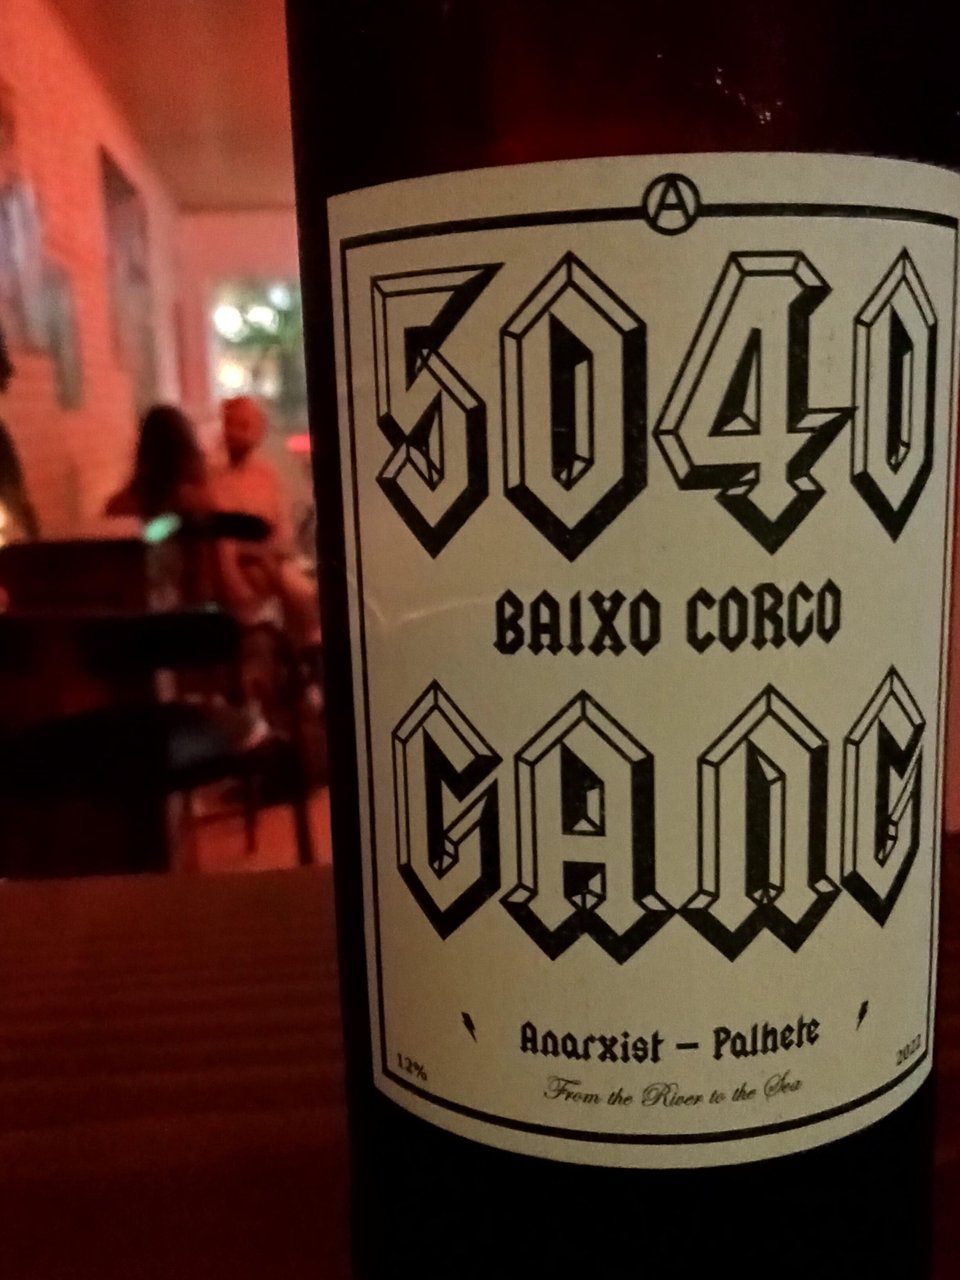 A
5040
BAIXO CORGO
GANG
Anarxist – Palhete
12%
2022
From the River to the Sea